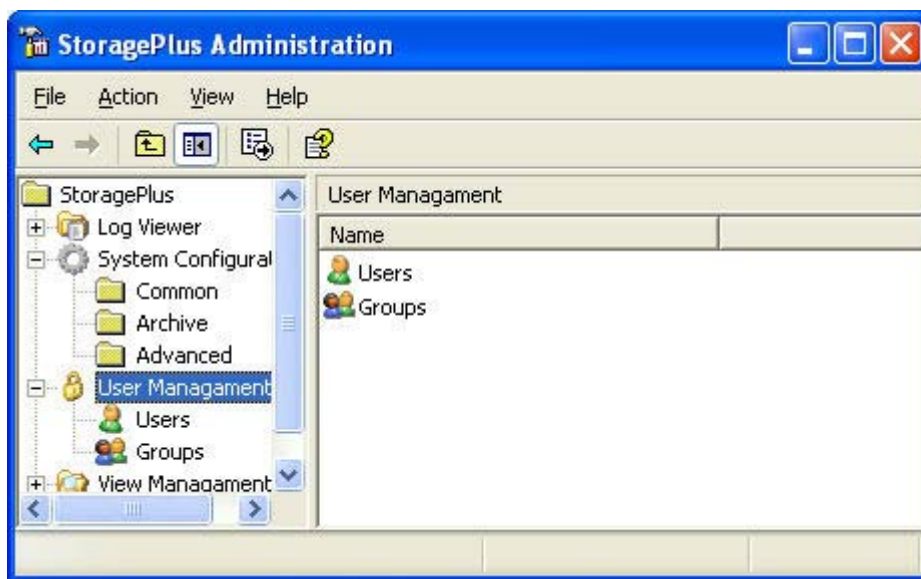 StoragePlus Administration
File Action View Help
StoragePlus
Log Viewer
System Configurat
Common
Archive
Advanced
User Managament
Users
Groups
View Managament
User Managament
Name
Users
Groups